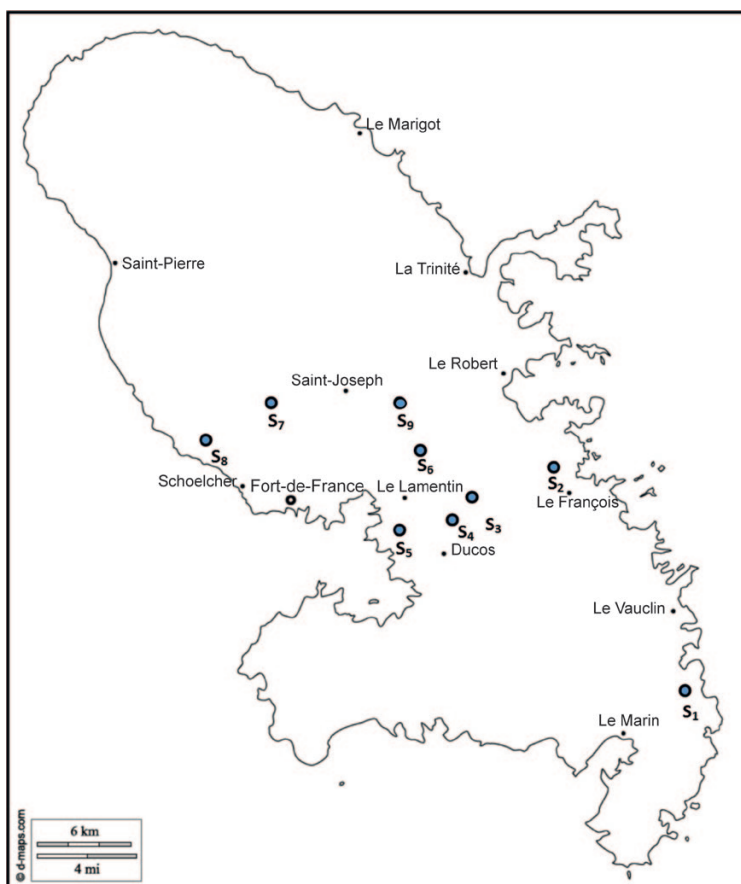 Le Marigot
Saint-Pierre
La Trinité
Le Robert
Saint-Joseph
S7
S9
S8
S6
S2
Schoelcher
Fort-de-France
Le Lamentin
Le François
S4
S3
S5
Ducos
Le Vauclin
S1
Le Marin
© d-maps.com
6 km
4 mi